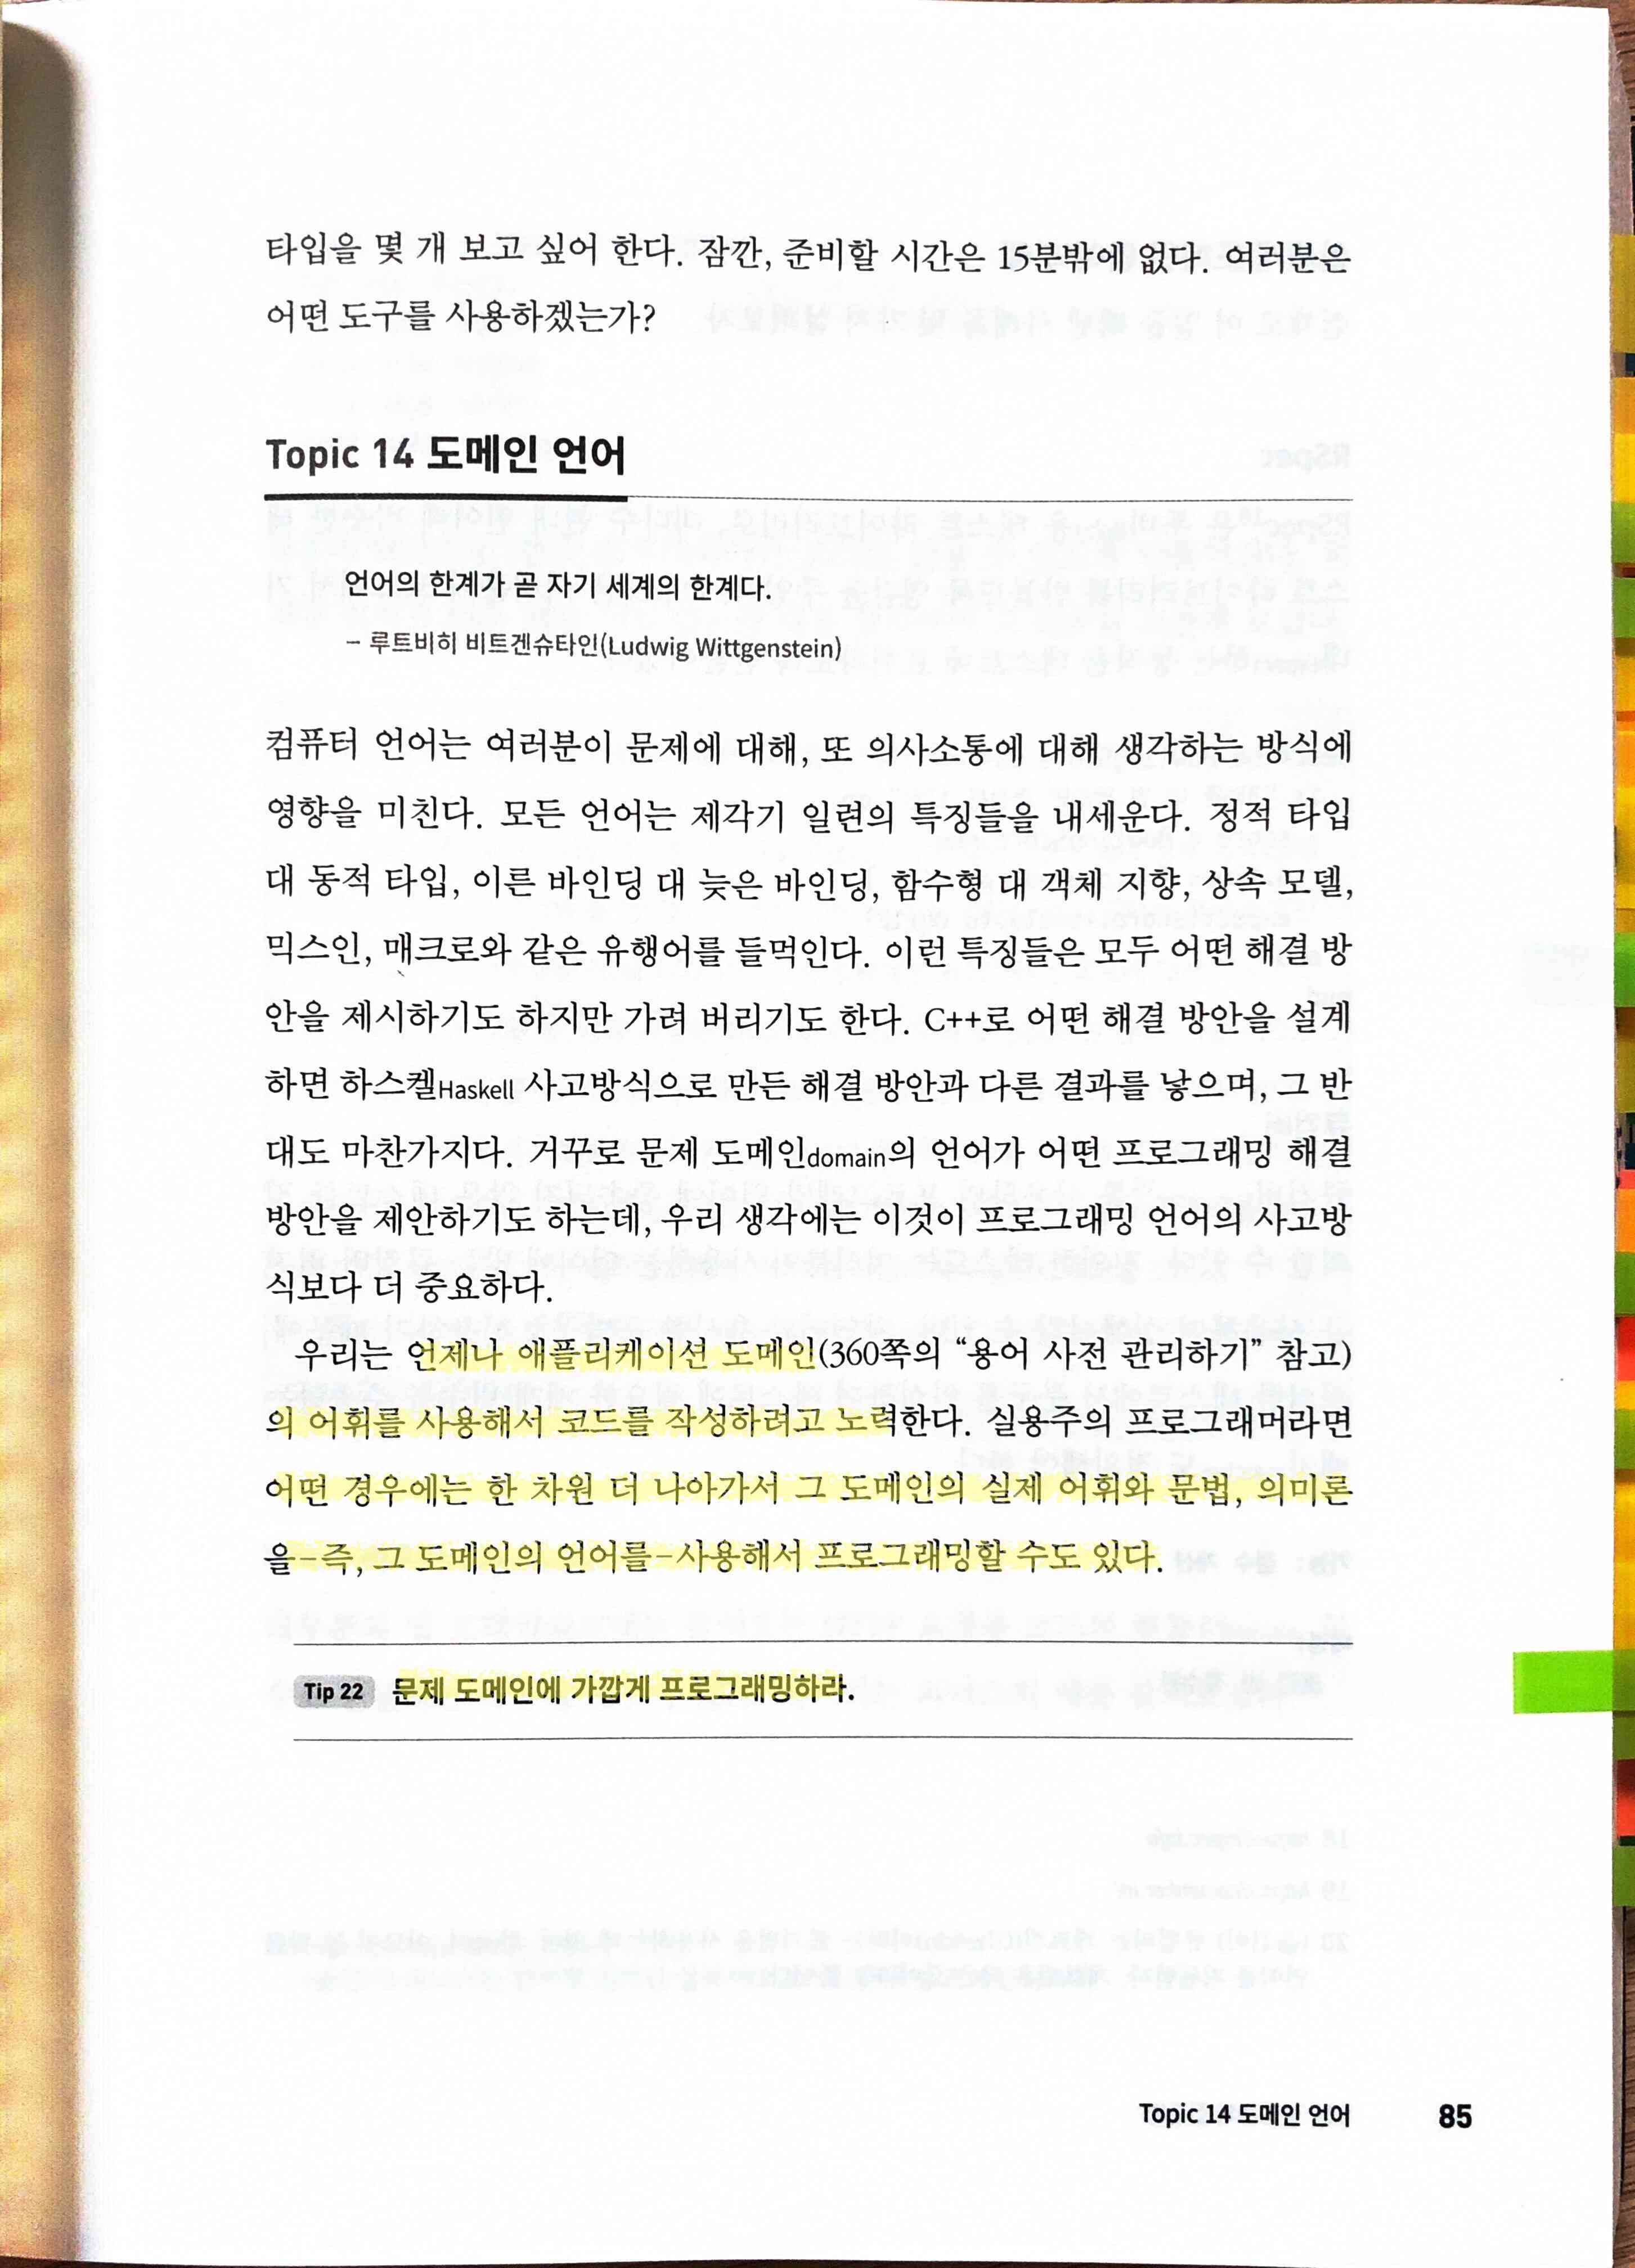 타입을 몇 개 보고 싶어 한다. 잠깐, 준비할 시간은 15분밖에 없다. 여러분은
어떤 도구를 사용하겠는가?
Topic 14 도메인 언어
언어의 한계가 곧 자기 세계의 한계다.
– 루트비히 비트겐슈타인(Ludwig Wittgenstein)
컴퓨터 언어는 여러분이 문제에 대해, 또 의사소통에 대해 생각하는 방식에
영향을 미친다. 모든 언어는 제각기 일련의 특징들을 내세운다. 정적 타입
대 동적 타입, 이른 바인딩 대 늦은 바인딩, 함수형 대 객체 지향, 상속 모델,
믹스인, 매크로와 같은 유행어를 들먹인다. 이런 특징들은 모두 어떤 해결 방
안을 제시하기도 하지만 가려 버리기도 한다. C++로 어떤 해결 방안을 설계
하면 하스켈Haskell 사고방식으로 만든 해결 방안과 다른 결과를 낳으며, 그 반
대도 마찬가지다. 거꾸로 문제 도메인domain의 언어가 어떤 프로그래밍 해결
방안을 제안하기도 하는데, 우리 생각에는 이것이 프로그래밍 언어의 사고방
식보다 더 중요하다.
우리는 언제나 애플리케이션 도메인(360쪽의 “용어 사전 관리하기” 참고)
의 어휘를 사용해서 코드를 작성하려고 노력한다. 실용주의 프로그래머라면
어떤 경우에는 한 차원 더 나아가서 그 도메인의 실제 어휘와 문법, 의미론
을–즉, 그 도메인의 언어를–사용해서 프로그래밍할 수도 있다.
Tip 22 문제 도메인에 가깝게 프로그래밍하라.
Topic 14 도메인 언어 85